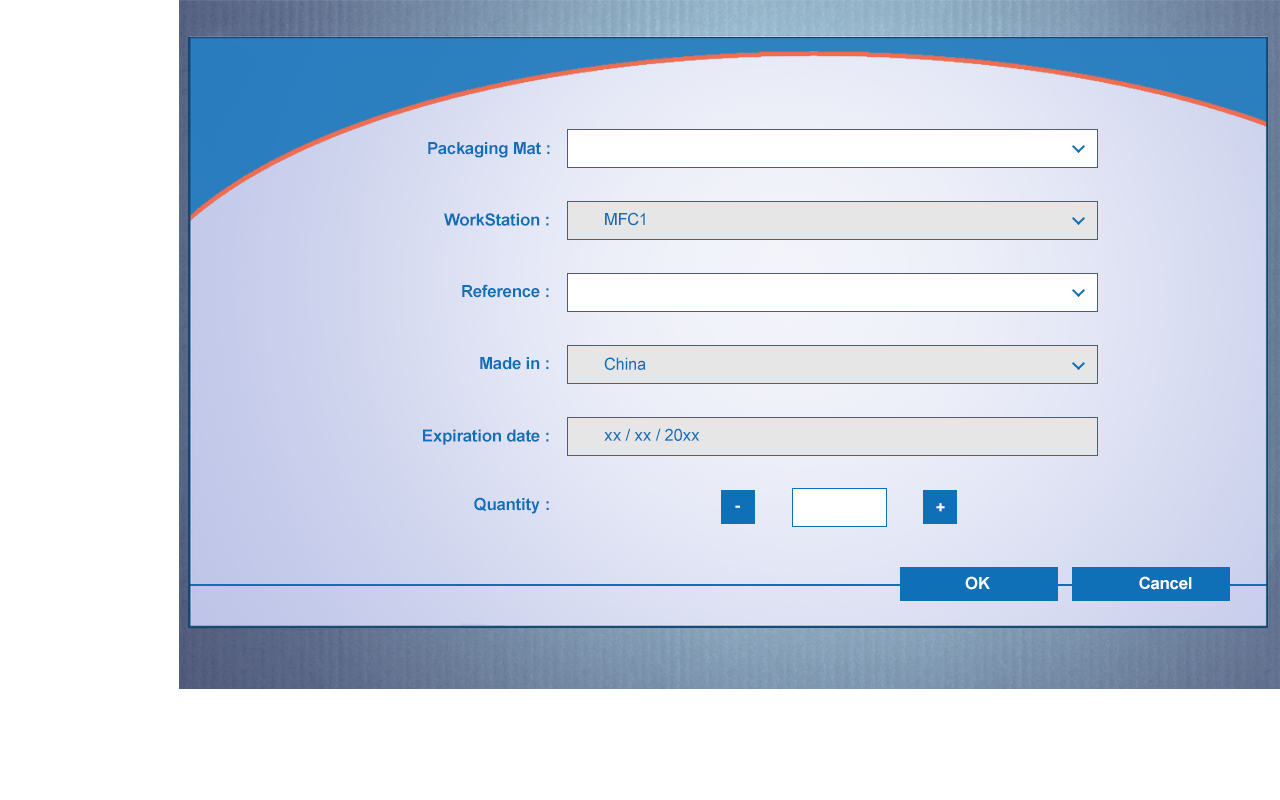 Packaging Mat :
WorkStation : MFC1
Reference :
Made in : China
Expiration date : xx / xx / 20xx
Quantity : - +
OK Cancel